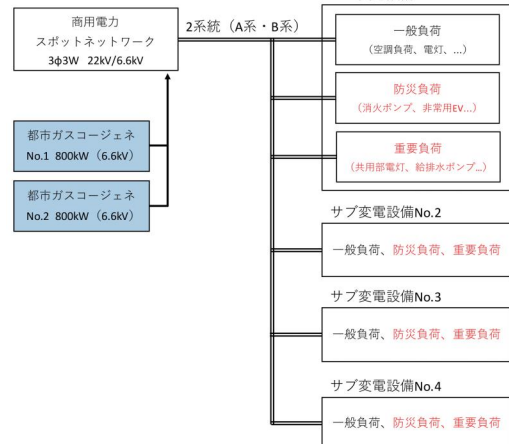 商用電力
スポットネットワーク
3φ3W 22kV/6.6kV
2系統（A系・B系）
都市ガスコージェネ
No.1 800kW（6.6kV）
都市ガスコージェネ
No.2 800kW（6.6kV）
一般負荷
（空調負荷、電灯、...）
防災負荷
（消火ポンプ、非常用EV...）
重要負荷
（共用部電灯、給排水ポンプ...）
サブ変電設備No.2
一般負荷、防災負荷、重要負荷
サブ変電設備No.3
一般負荷、防災負荷、重要負荷
サブ変電設備No.4
一般負荷、防災負荷、重要負荷